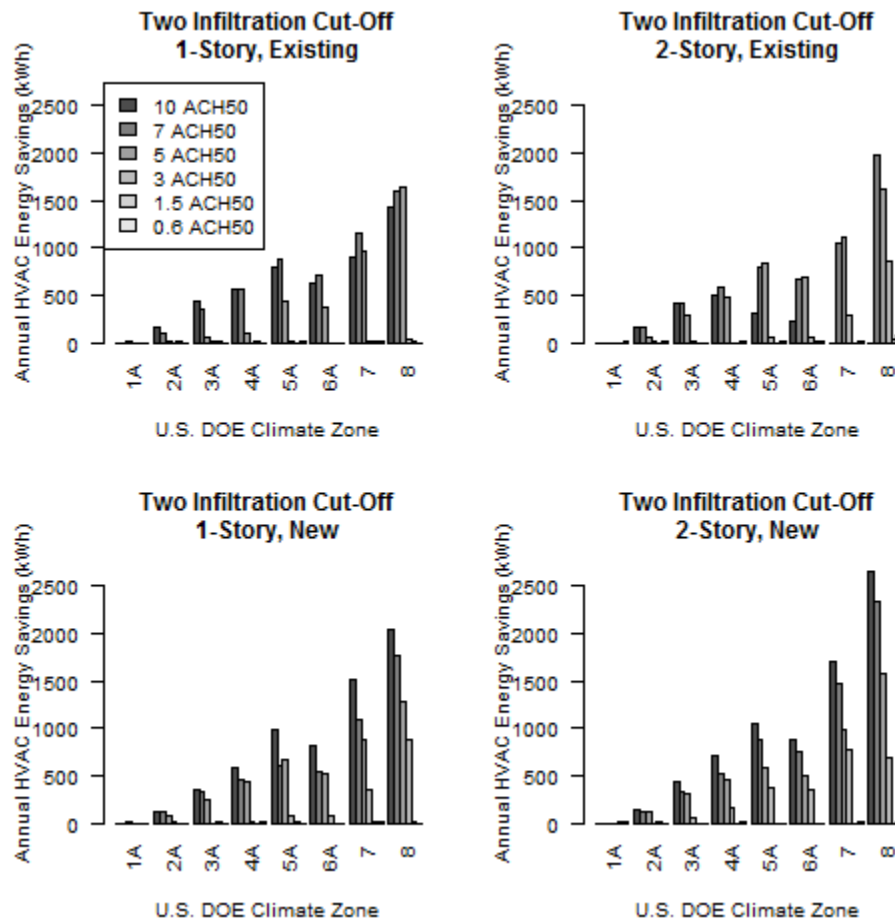 Two Infiltration Cut-Off
1-Story, Existing
Annual HVAC Energy Savings (kWh)
2500
2000
1500
1000
500
0
10 ACH50
7 ACH50
5 ACH50
3 ACH50
1.5 ACH50
0.6 ACH50
1A
2A
3A
4A
5A
6A
7
8
U.S. DOE Climate Zone
Two Infiltration Cut-Off
2-Story, Existing
Annual HVAC Energy Savings (kWh)
2500
2000
1500
1000
500
0
1A
2A
3A
4A
5A
6A
7
8
U.S. DOE Climate Zone
Two Infiltration Cut-Off
1-Story, New
Annual HVAC Energy Savings (kWh)
2500
2000
1500
1000
500
0
1A
2A
3A
4A
5A
6A
7
8
U.S. DOE Climate Zone
Two Infiltration Cut-Off
2-Story, New
Annual HVAC Energy Savings (kWh)
2500
2000
1500
1000
500
0
1A
2A
3A
4A
5A
6A
7
8
U.S. DOE Climate Zone